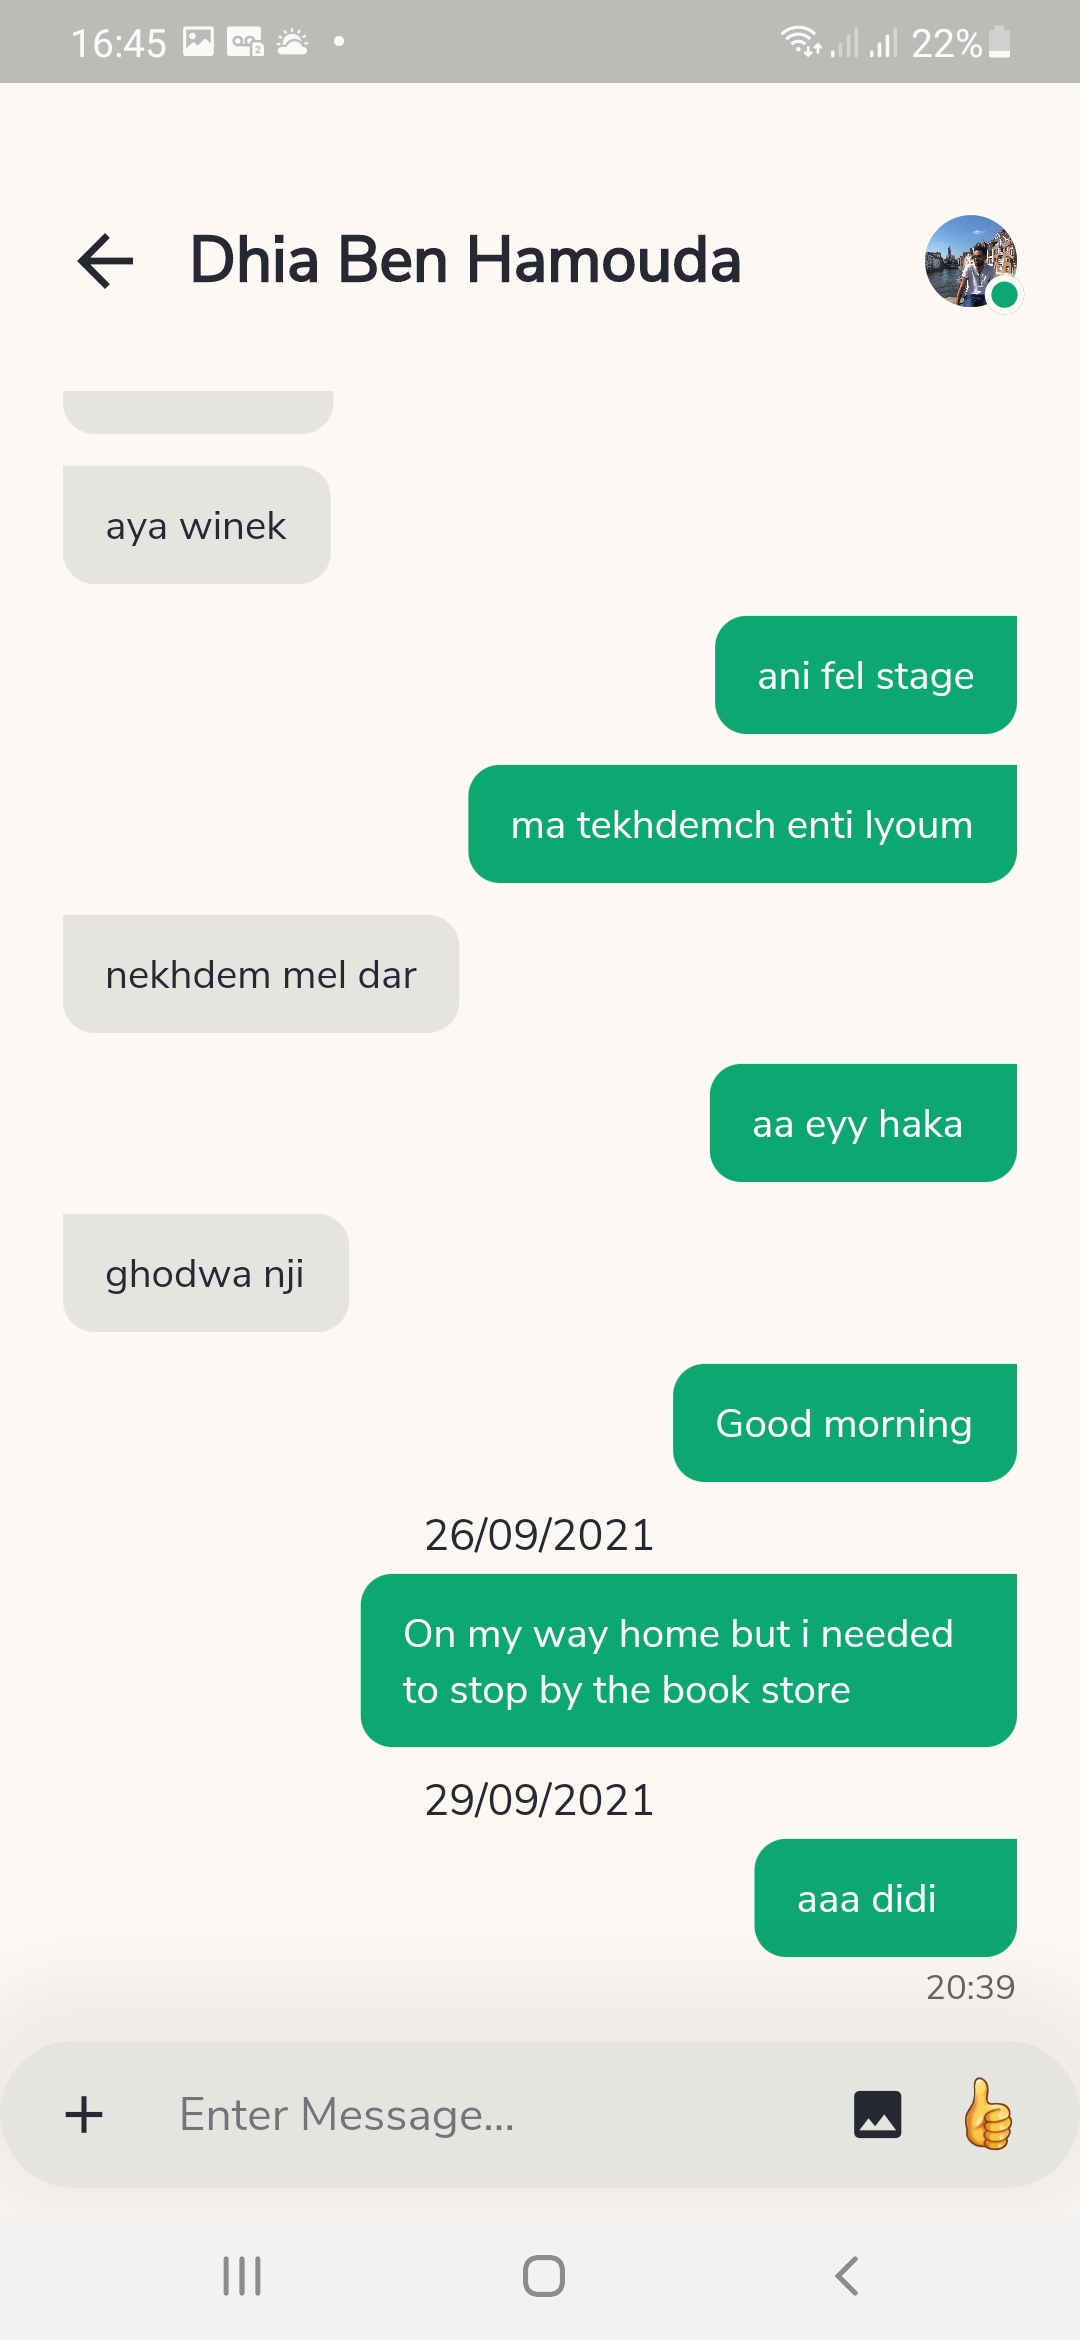 16:45
22%
Dhia Ben Hamouda
aya winek
ani fel stage
ma tekhdemch enti lyoum
nekhdem mel dar
aa eyy haka
ghodwa nji
Good morning
26/09/2021
On my way home but i needed
to stop by the book store
29/09/2021
aaa didi
20:39
Enter Message...